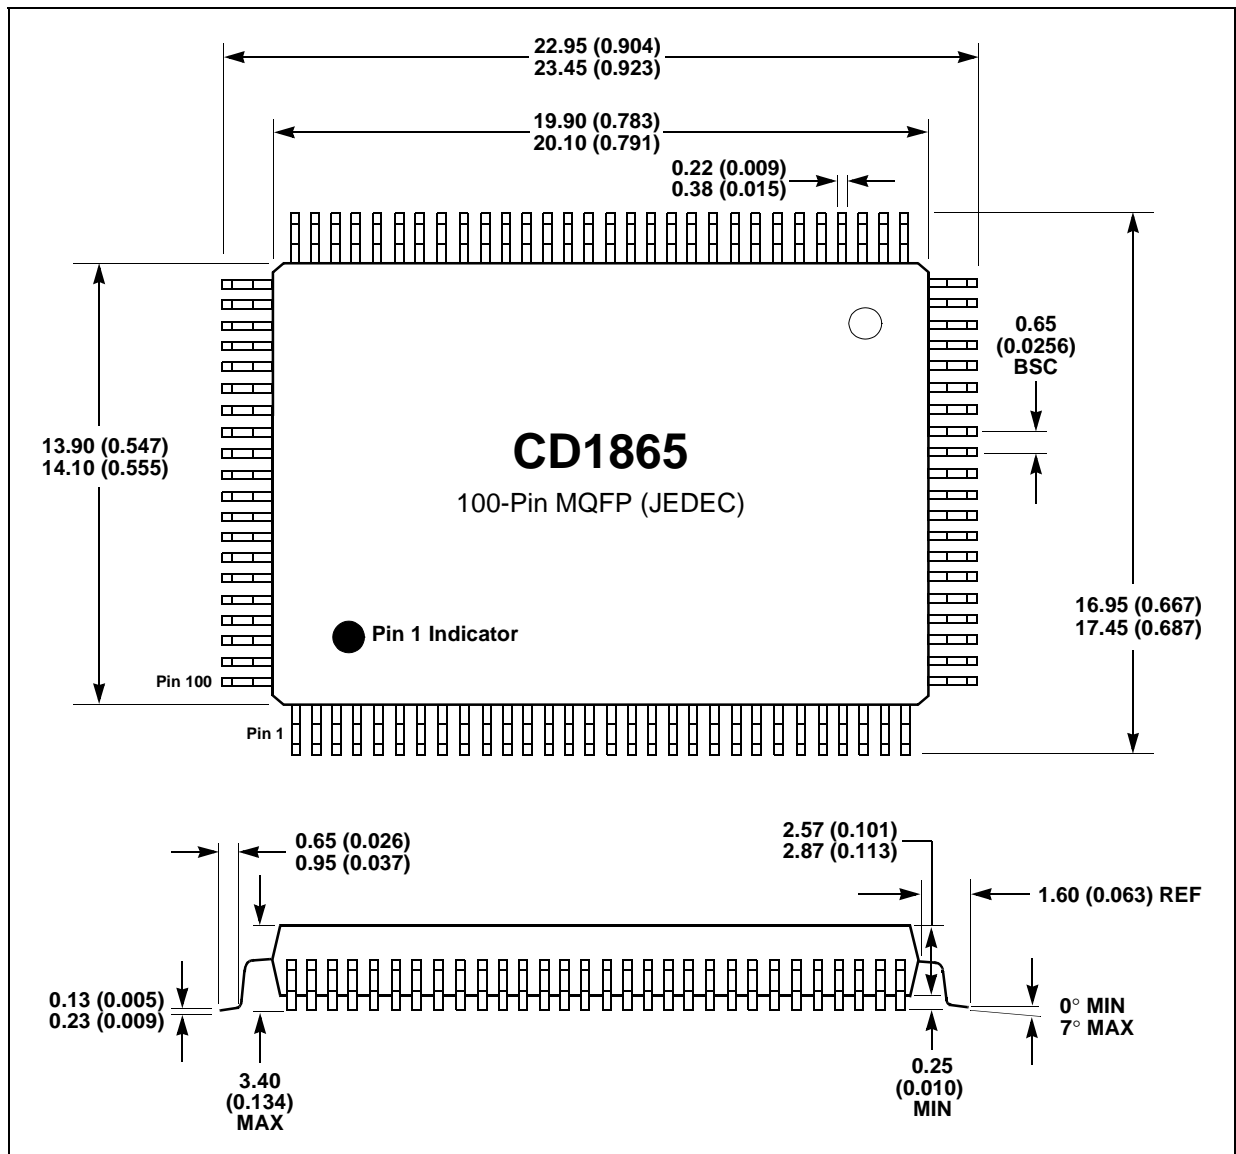 22.95 (0.904)
23.45 (0.923)
19.90 (0.783)
20.10 (0.791)
0.22 (0.009)
0.38 (0.015)
0.65
(0.0256)
BSC
13.90 (0.547)
14.10 (0.555)
CD1865
100-Pin MQFP (JEDEC)
16.95 (0.667)
17.45 (0.687)
Pin 1 Indicator
Pin 100
Pin 1
0.65 (0.026)
0.95 (0.037)
2.57 (0.101)
2.87 (0.113)
1.60 (0.063) REF
0.13 (0.005)
0.23 (0.009)
0° MIN
7° MAX
3.40
(0.134)
MAX
0.25
(0.010)
MIN